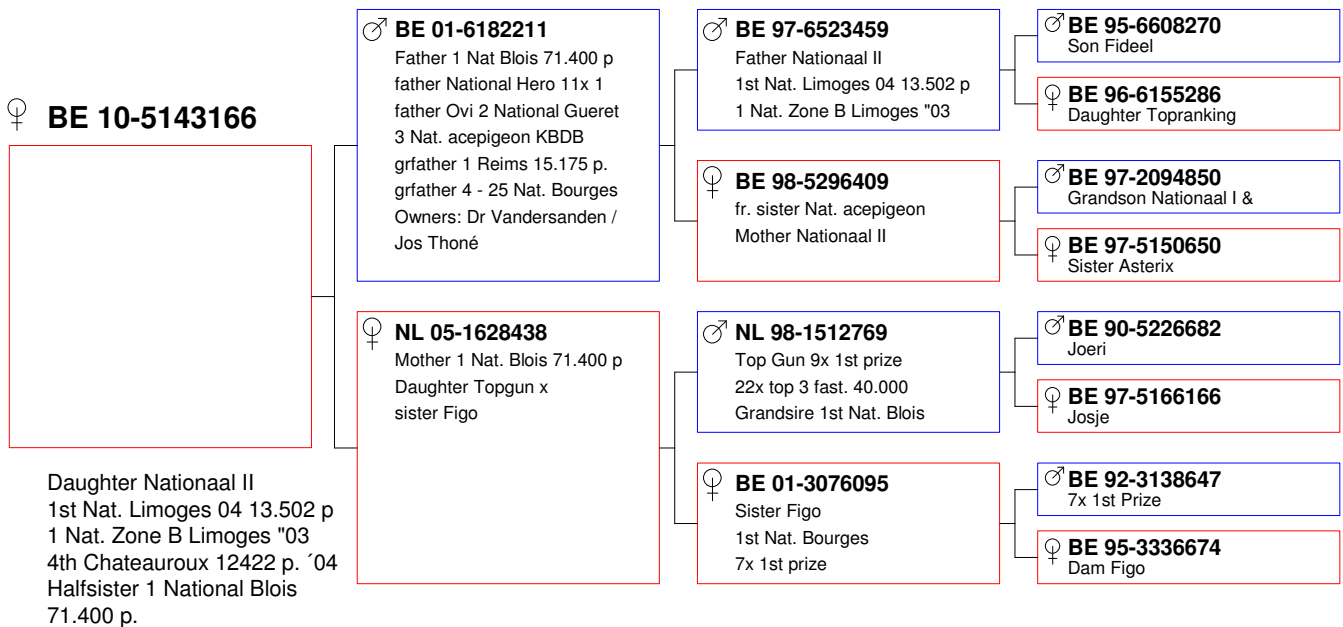 BE 10-5143166
Daughter Nationaal II
1st Nat. Limoges 04 13.502 p
1 Nat. Zone B Limoges "03
4th Chateauroux 12422 p. ´04
Halfsister 1 National Blois
71.400 p.
BE 01-6182211
Father 1 Nat Blois 71.400 p
father National Hero 11x 1
father Ovi 2 National Gueret
3 Nat. acepigeon KBDB
grfather 1 Reims 15.175 p.
grfather 4 - 25 Nat. Bourges
Owners: Dr Vandersanden /
Jos Thoné
NL 05-1628438
Mother 1 Nat. Blois 71.400 p
Daughter Topgun x
sister Figo
BE 97-6523459
Father Nationaal II
1st Nat. Limoges 04 13.502 p
1 Nat. Zone B Limoges "03
BE 98-5296409
fr. sister Nat. acepigeon
Mother Nationaal II
NL 98-1512769
Top Gun 9x 1st prize
22x top 3 fast. 40.000
Grandsire 1st Nat. Blois
BE 01-3076095
Sister Figo
1st Nat. Bourges
7x 1st prize
BE 95-6608270
Son Fideel
BE 96-6155286
Daughter Topranking
BE 97-2094850
Grandson Nationaal I &
BE 97-5150650
Sister Asterix
BE 90-5226682
Joeri
BE 97-5166166
Josje
BE 92-3138647
7x 1st Prize
BE 95-3336674
Dam Figo